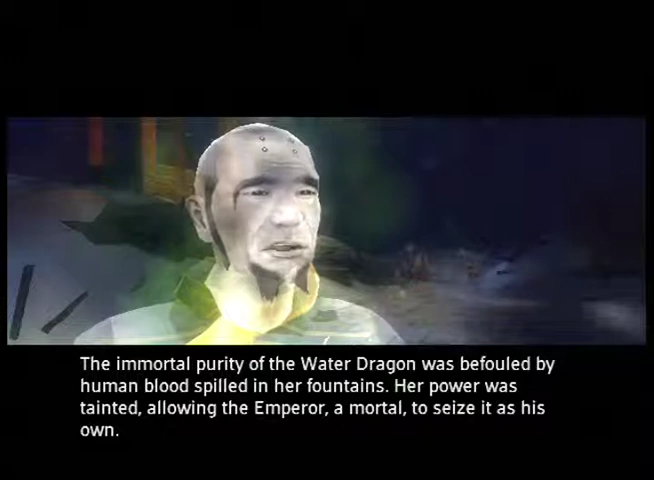 The immortal purity of the Water Dragon was befouled by
human blood spilled in her fountains. Her power was
tainted, allowing the Emperor, a mortal, to seize it as his
own.